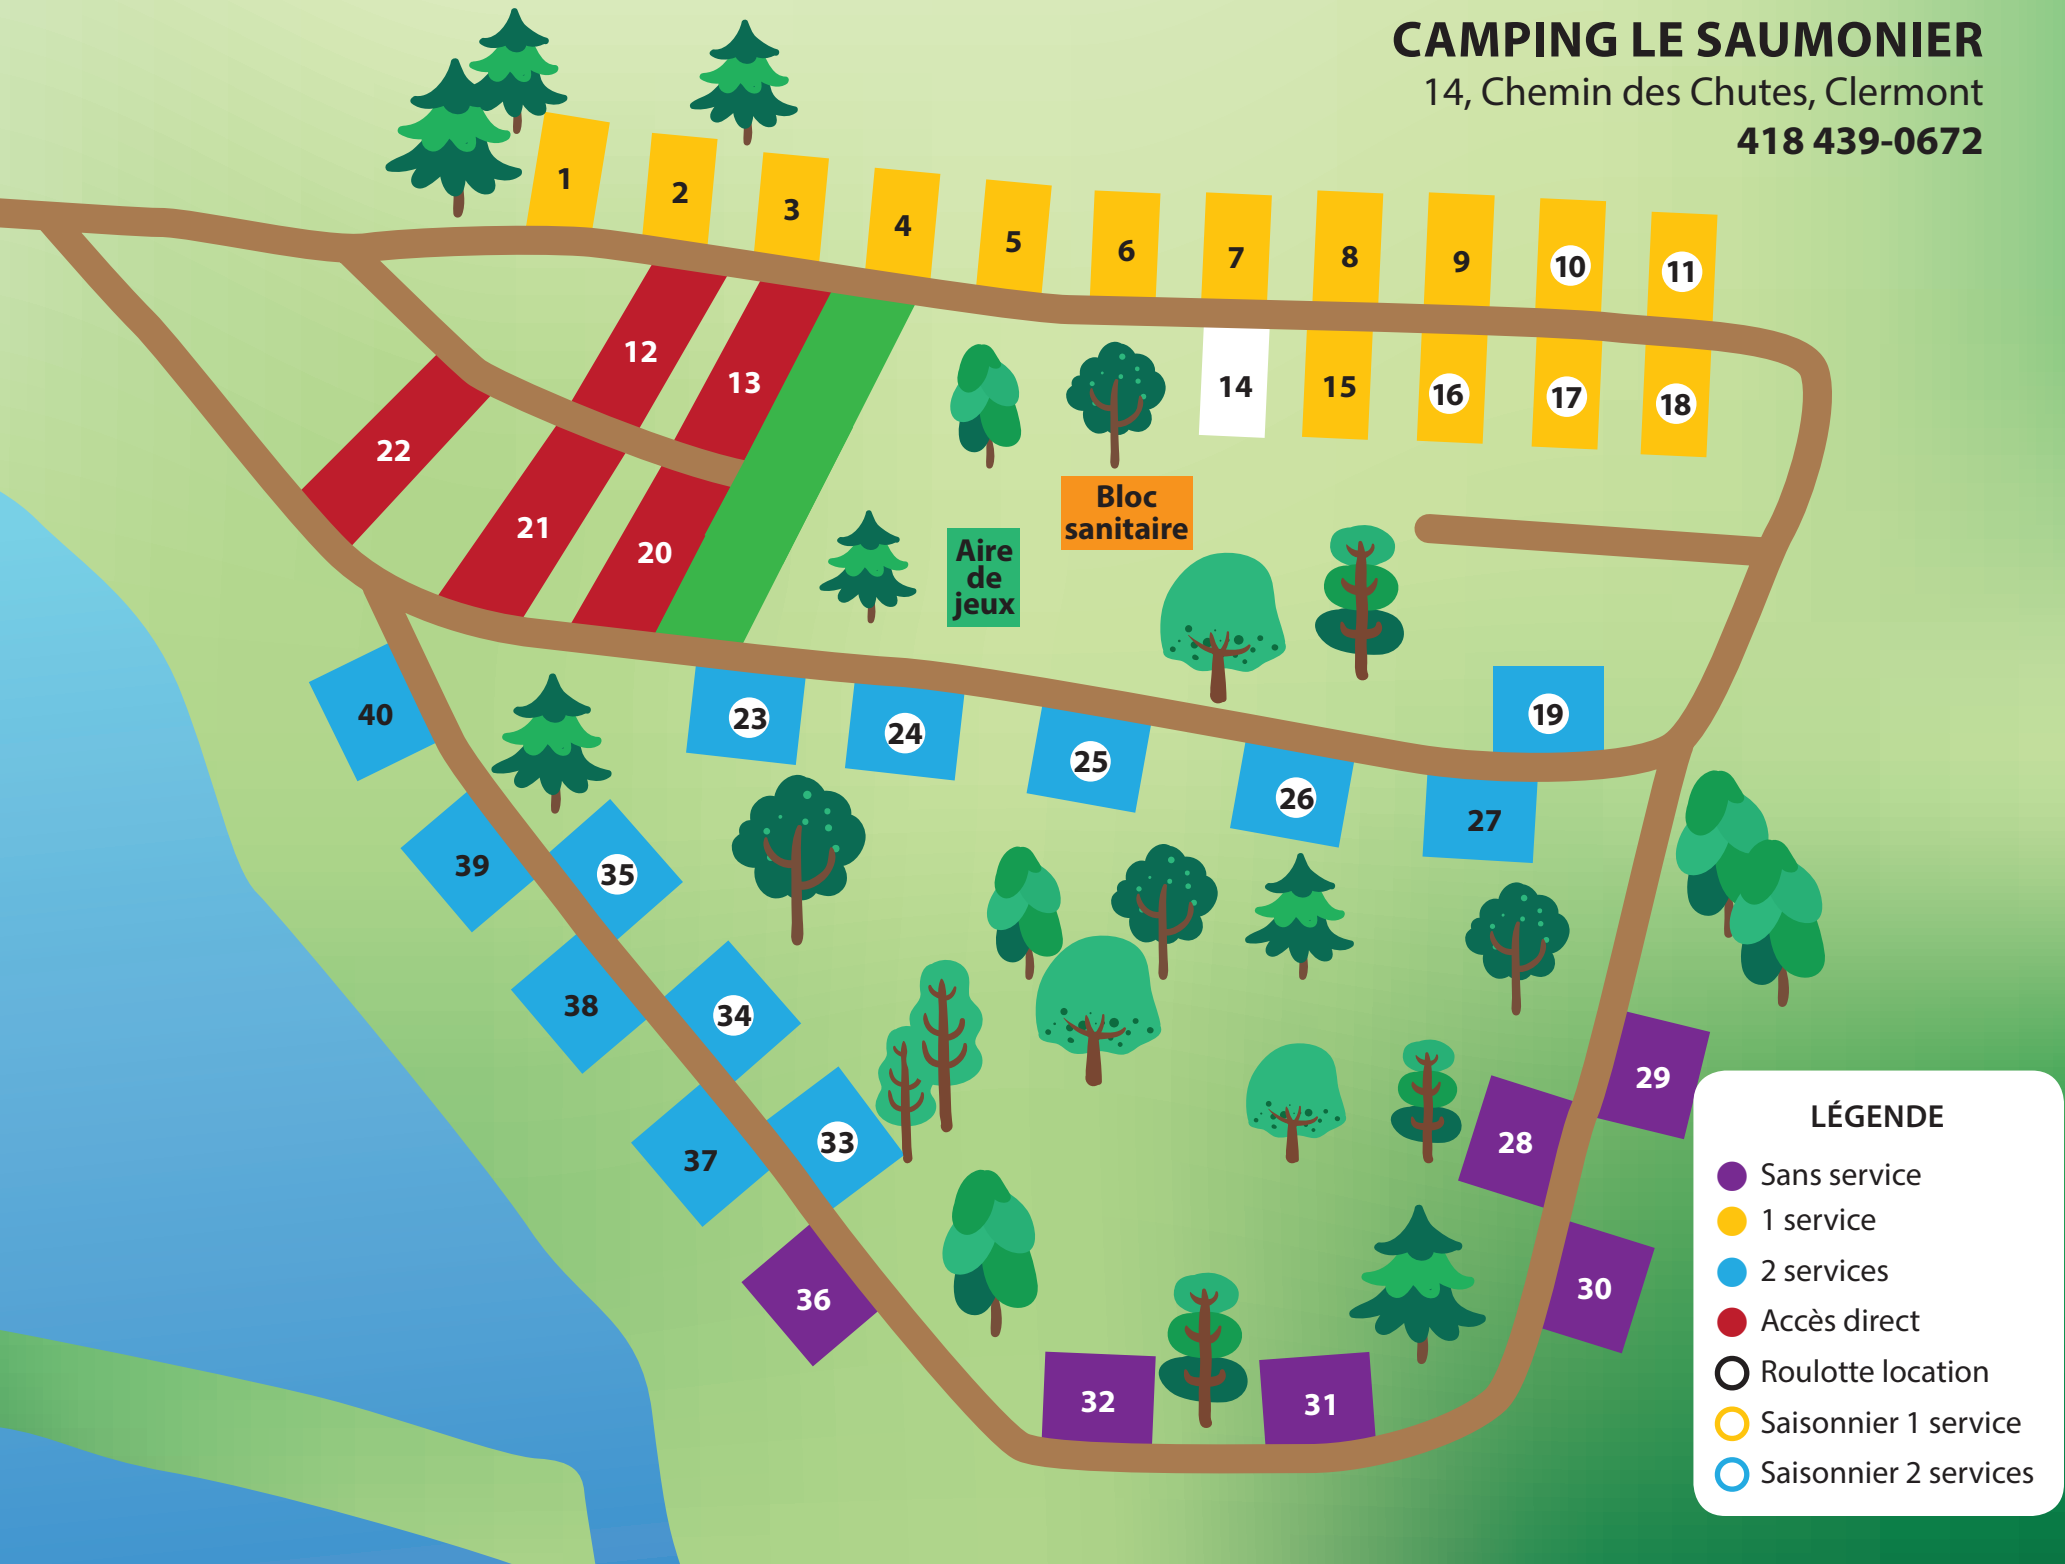 CAMPING LE SAUMONIER
14, Chemin des Chutes, Clermont
418 439-0672
1
2
3
4
5
6
7
8
9
10
11
12
13
14
15
16
17
18
22
21
20
Bloc
sanitaire
Aire
de
jeux
19
40
23
24
25
26
27
39
35
38
34
37
33
36
29
28
30
32
31
LÉGENDE
Sans service
1 service
2 services
Accès direct
Roulotte location
Saisonnier 1 service
Saisonnier 2 services